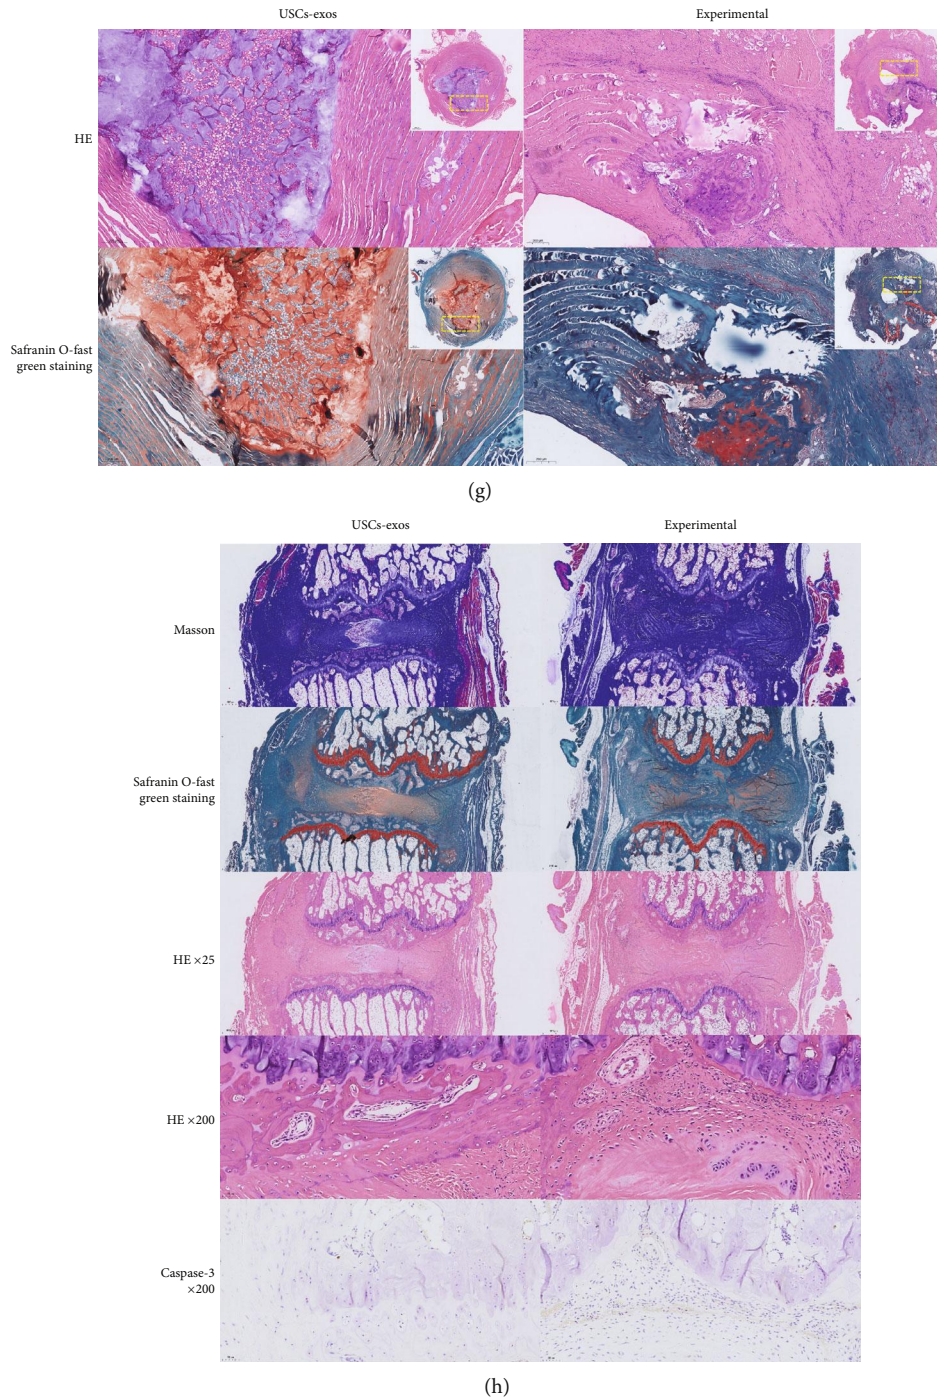 USCs-exos Experimental
HE
Safranin O-fast
green staining
(g)
USCs-exos Experimental
Masson
Safranin O-fast
green staining
HE ×25
HE ×200
Caspase-3
×200
(h)